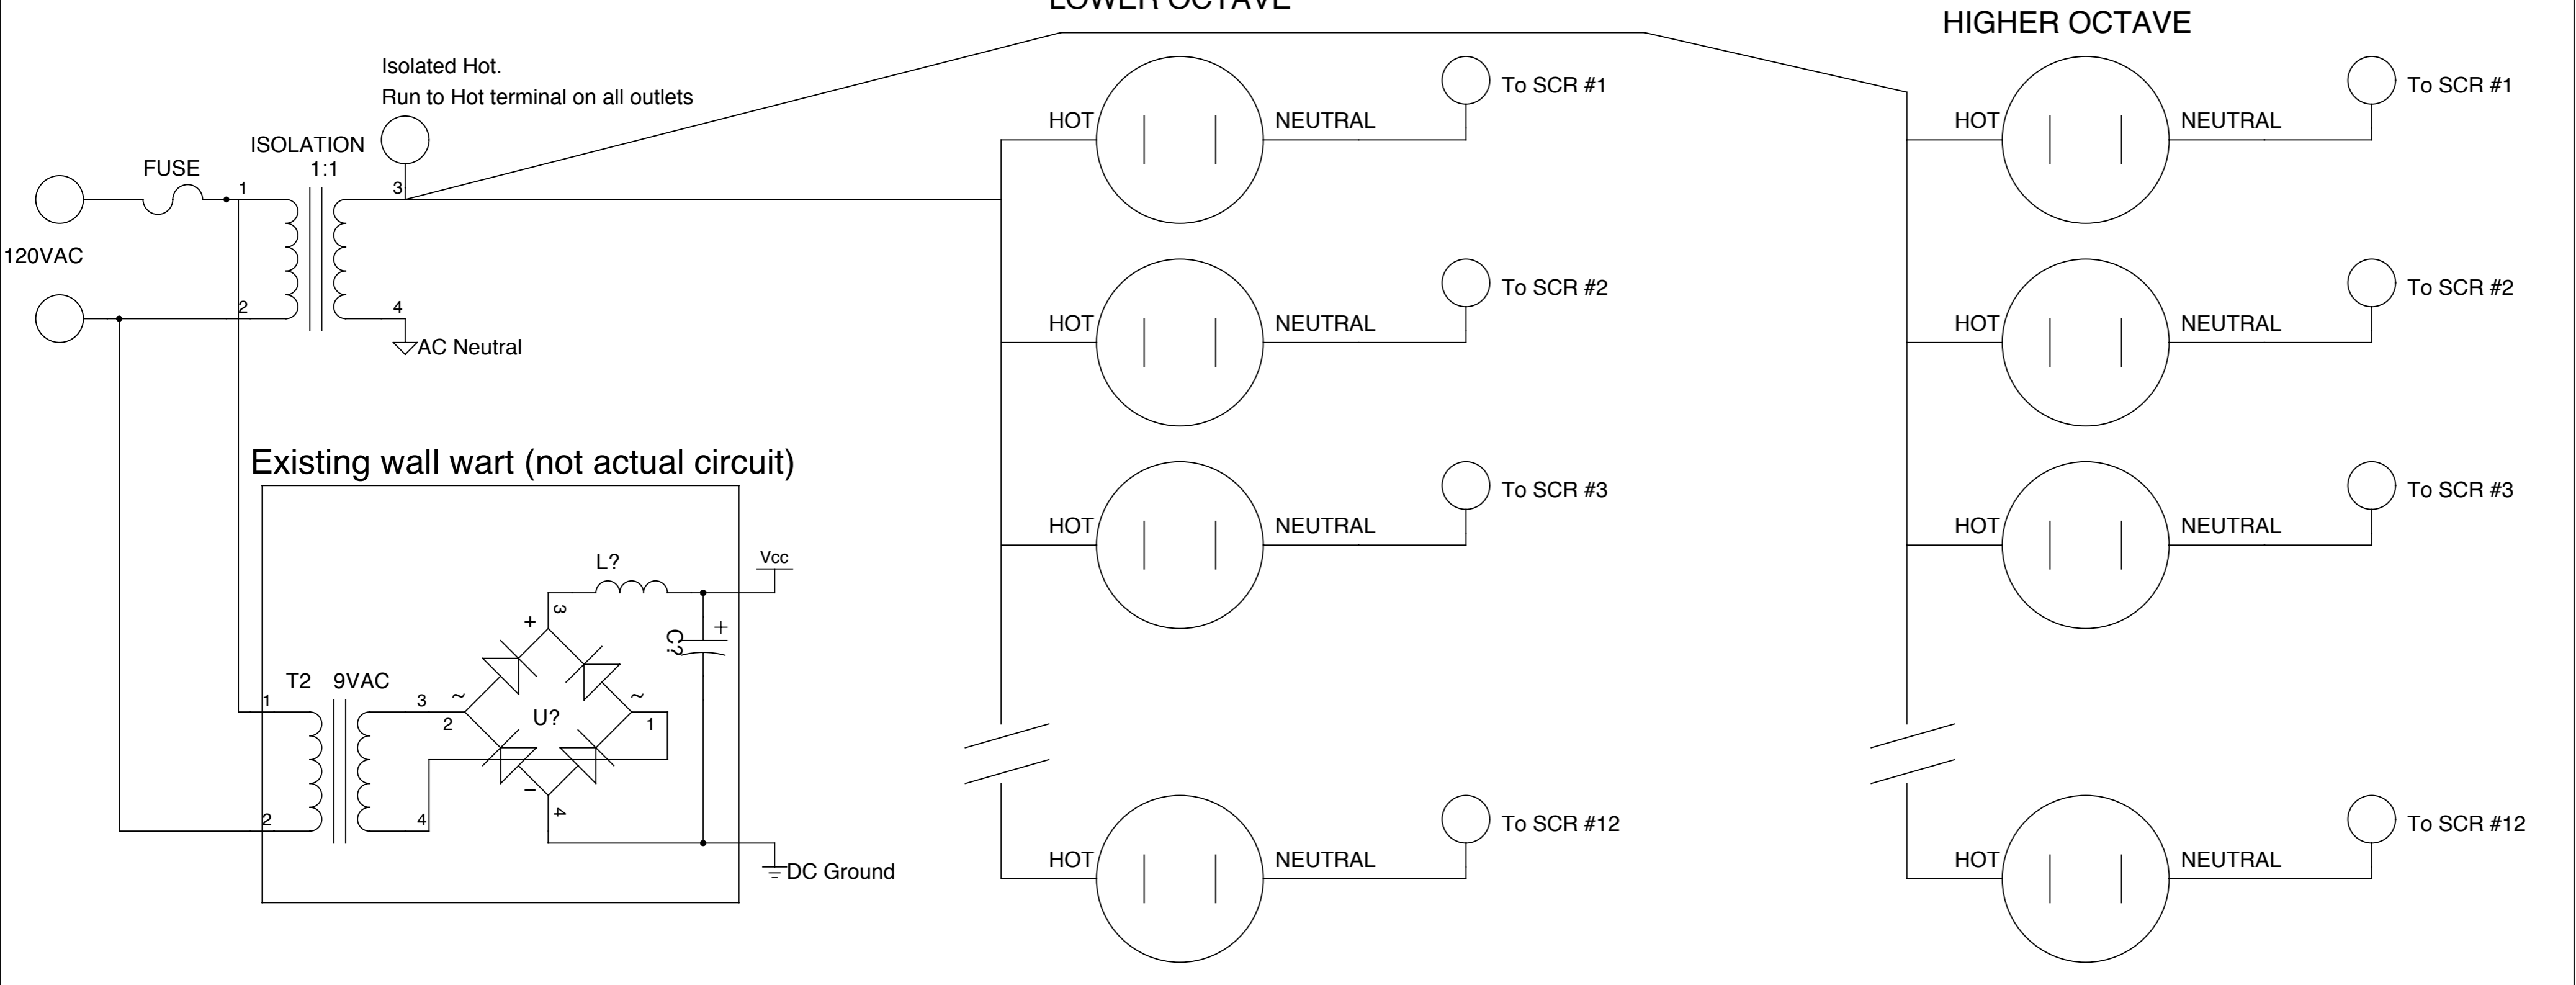 LOWER OCTAVE
HIGHER OCTAVE
Isolated Hot.
Run to Hot terminal on all outlets
ISOLATION
1:1
FUSE
1
3
120VAC
2
4
AC Neutral
HOT
NEUTRAL
To SCR #1
HOT
NEUTRAL
To SCR #2
HOT
NEUTRAL
To SCR #3
HOT
NEUTRAL
To SCR #12
HOT
NEUTRAL
To SCR #1
HOT
NEUTRAL
To SCR #2
HOT
NEUTRAL
To SCR #3
HOT
NEUTRAL
To SCR #12
Existing wall wart (not actual circuit)
L?
Vcc
3
+
+
C?
T2
9VAC
1
3
~
~
2
U?
1
2
4
−
4
DC Ground